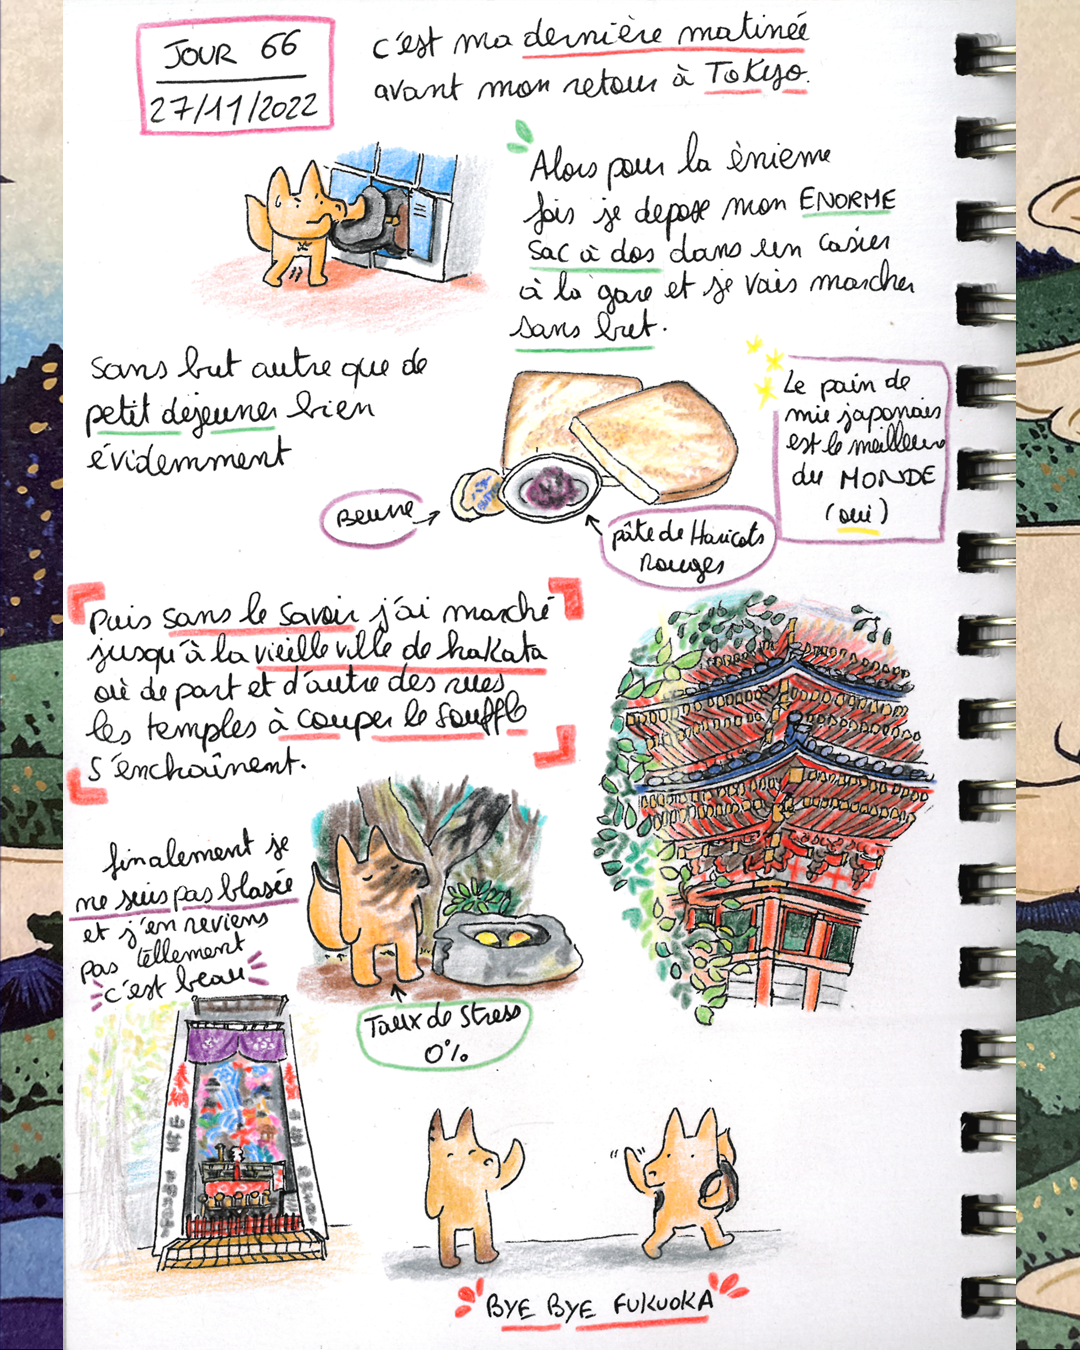 JOUR 66
27/11/2022
c'est ma dernière matinée
avant mon retour à TOKYO.
Alors pour la énième
fois je depose mon ENORME
sac à dos dans un casier
à la gare et je vais marcher
sans but.
sans but autre que de
petit déjeuner bien
évidemment
Le pain de
mie japonais
est le meilleur
du MONDE
(oui)
Beurre
pâte de Haricots
Rouges
Puis sans le savoir j'ai marché
jusqu'à la vieille ville de hakata
où de part et d'autre des rues
les temples à couper le souffle
s'enchaînent.
finalement je
me suis pas blasée
et j'en reviens
pas tellement
c'est beau
Taux de Stress
0%
BYE BYE FUKUOKA